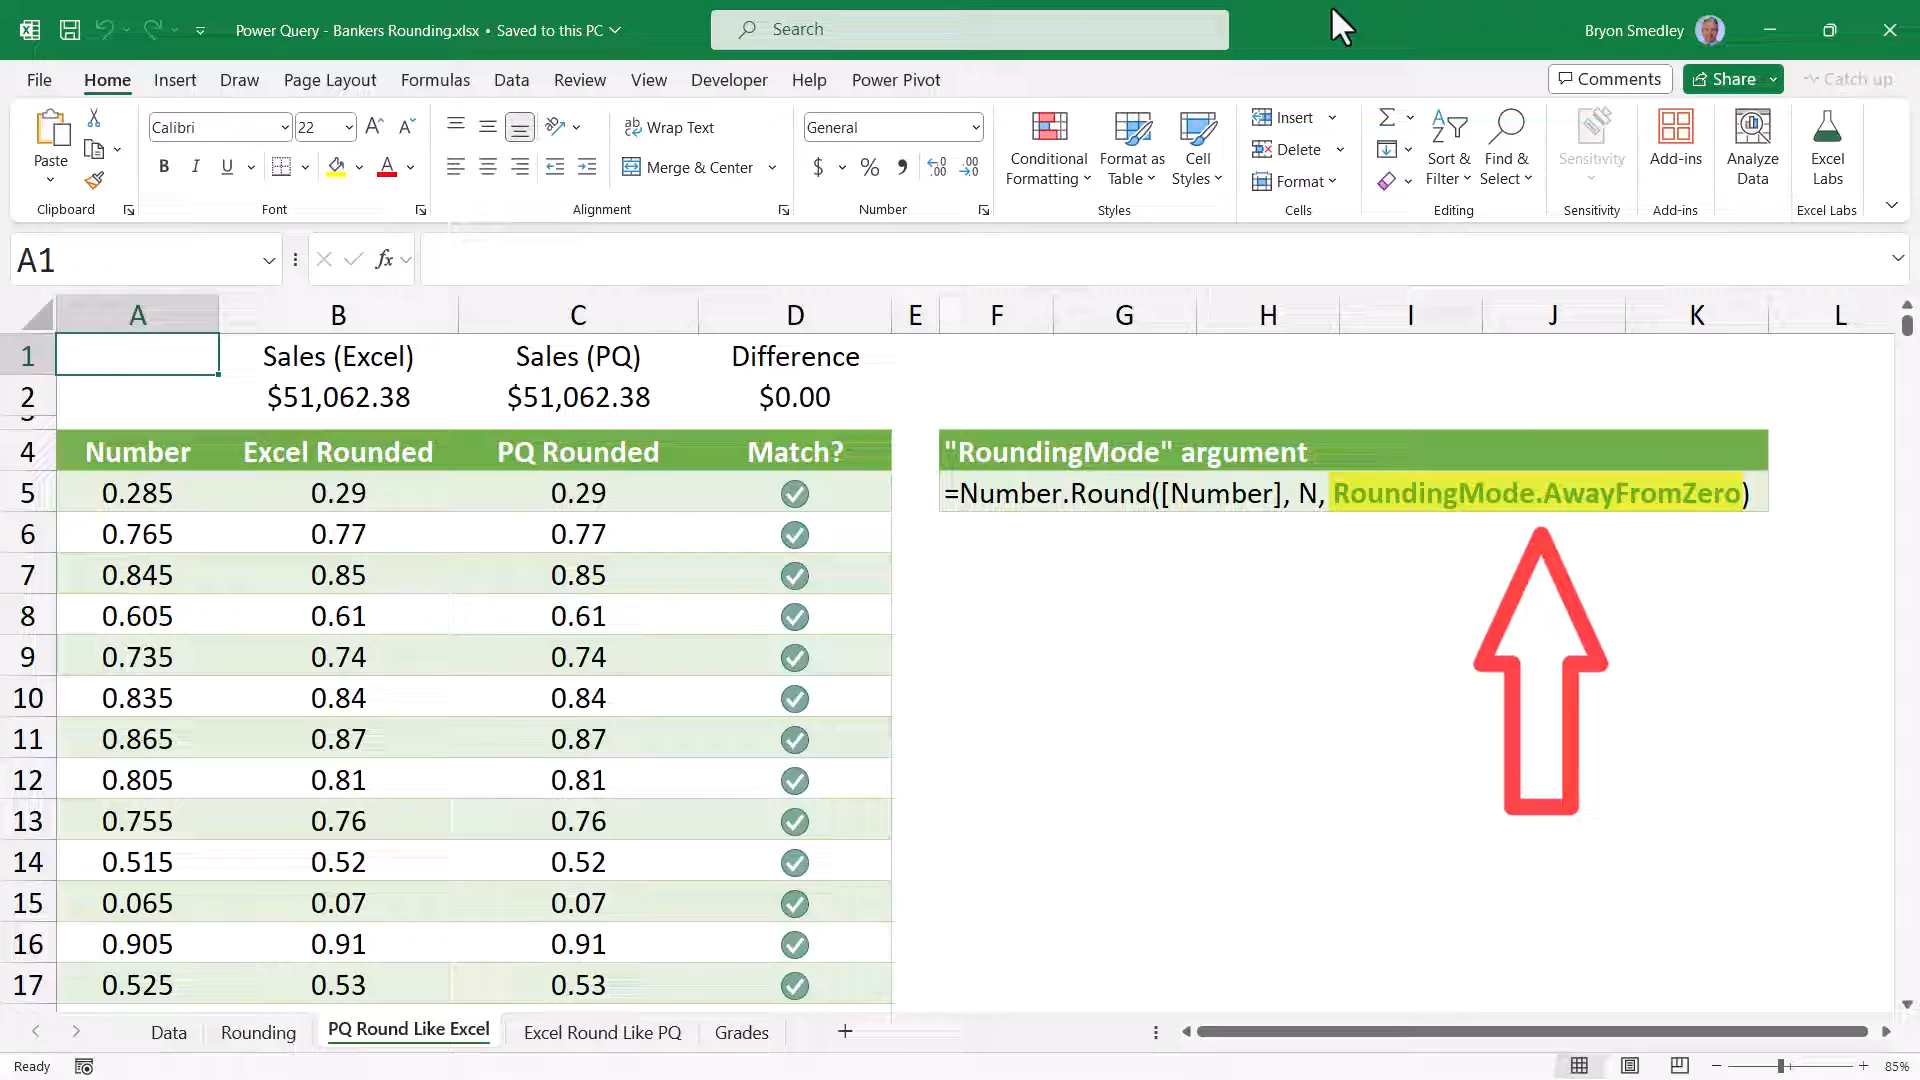 Power Query - Bankers Rounding.xlsx • Saved to this PC
Search
Bryon Smedley
File Home Insert Draw Page Layout Formulas Data Review View Developer Help Power Pivot
Comments Share Catch up
Paste
Clipboard
Calibri 22
B I U
Font
Wrap Text
Merge & Center
Alignment
General
$ % ,
Number
Conditional Formatting
Format as Table
Cell Styles
Styles
Insert
Delete
Format
Cells
Sort & Filter
Find & Select
Editing
Sensitivity
Sensitivity
Add-ins
Add-ins
Analyze Data
Excel Labs
Excel Labs
A1 fx
A B C D E F G H I J K L
1 Sales (Excel) Sales (PQ) Difference
2 $51,062.38 $51,062.38 $0.00
4 Number Excel Rounded PQ Rounded Match? "RoundingMode" argument
5 0.285 0.29 0.29 =Number.Round([Number], N, RoundingMode.AwayFromZero)
6 0.765 0.77 0.77
7 0.845 0.85 0.85
8 0.605 0.61 0.61
9 0.735 0.74 0.74
10 0.835 0.84 0.84
11 0.865 0.87 0.87
12 0.805 0.81 0.81
13 0.755 0.76 0.76
14 0.515 0.52 0.52
15 0.065 0.07 0.07
16 0.905 0.91 0.91
17 0.525 0.53 0.53
Data Rounding PQ Round Like Excel Excel Round Like PQ Grades
Ready
85%